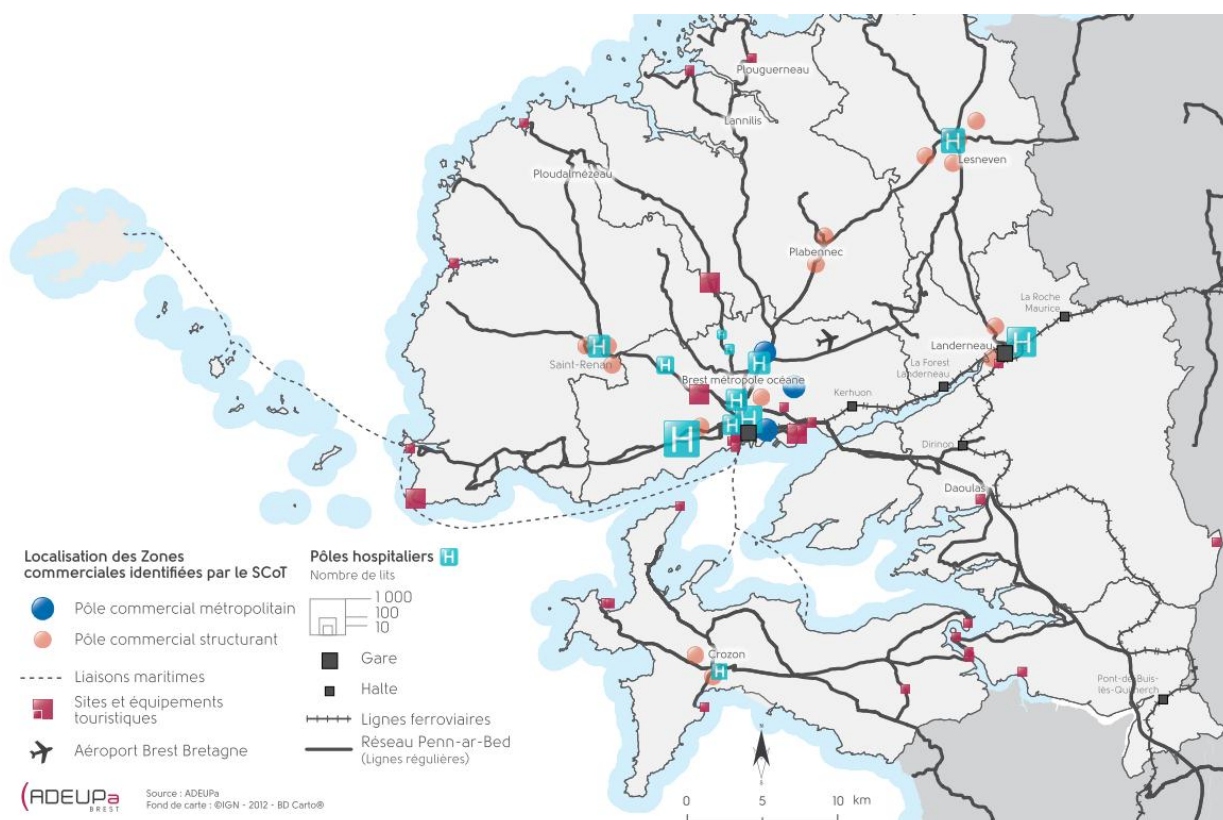 Plouguerneau
Lannilis
Ploudalmézeau
H
Lesneven
Plabennec
La Roche
Maurice
Landerneau
H
La Forest
Landerneau
H
Saint-Renan
H
H
H
H
Brest métropole océane
H
H
H
H
H
Kerhuon
Dirinon
Daoulas
Crozon
H
Pont-de-Buis-
lès-Quimerch
Localisation des Zones
commerciales identifiées par le SCoT
Pôle commercial métropolitain
Pôle commercial structurant
Liaisons maritimes
Sites et équipements
touristiques
Aéroport Brest Bretagne
Pôles hospitaliers H
Nombre de lits
1 000
100
10
Gare
Halte
Lignes ferroviaires
Réseau Penn-ar-Bed
(Lignes régulières)
(ADEUPa
BREST
Source : ADEUPa
Fond de carte : ©IGN - 2012 - BD Carto®
0 5 10 km